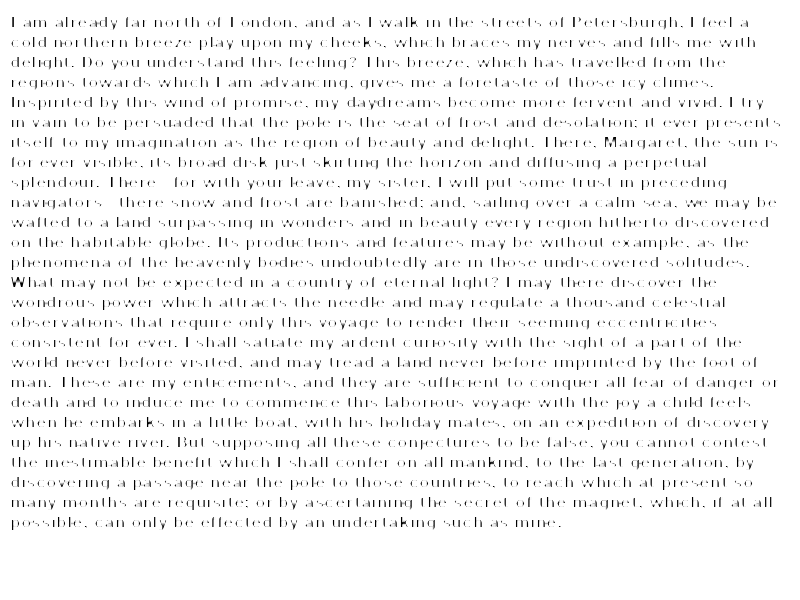 I am already far north of London, and as I walk in the streets of Petersburgh, I feel a
cold northern breeze play upon my cheeks, which braces my nerves and fills me with
delight. Do you understand this feeling? This breeze, which has travelled from the
regions towards which I am advancing, gives me a foretaste of those icy climes.
Inspirited by this wind of promise, my daydreams become more fervent and vivid. I try
in vain to be persuaded that the pole is the seat of frost and desolation; it ever presents
itself to my imagination as the region of beauty and delight. There, Margaret, the sun is
for ever visible, its broad disk just skirting the horizon and diffusing a perpetual
splendour. There—for with your leave, my sister, I will put some trust in preceding
navigators—there snow and frost are banished; and, sailing over a calm sea, we may be
wafted to a land surpassing in wonders and in beauty every region hitherto discovered
on the habitable globe. Its productions and features may be without example, as the
phenomena of the heavenly bodies undoubtedly are in those undiscovered solitudes.
What may not be expected in a country of eternal light? I may there discover the
wondrous power which attracts the needle and may regulate a thousand celestial
observations that require only this voyage to render their seeming eccentricities
consistent for ever. I shall satiate my ardent curiosity with the sight of a part of the
world never before visited, and may tread a land never before imprinted by the foot of
man. These are my enticements, and they are sufficient to conquer all fear of danger or
death and to induce me to commence this laborious voyage with the joy a child feels
when he embarks in a little boat, with his holiday mates, on an expedition of discovery
up his native river. But supposing all these conjectures to be false, you cannot contest
the inestimable benefit which I shall confer on all mankind, to the last generation, by
discovering a passage near the pole to those countries, to reach which at present so
many months are requisite; or by ascertaining the secret of the magnet, which, if at all
possible, can only be effected by an undertaking such as mine.